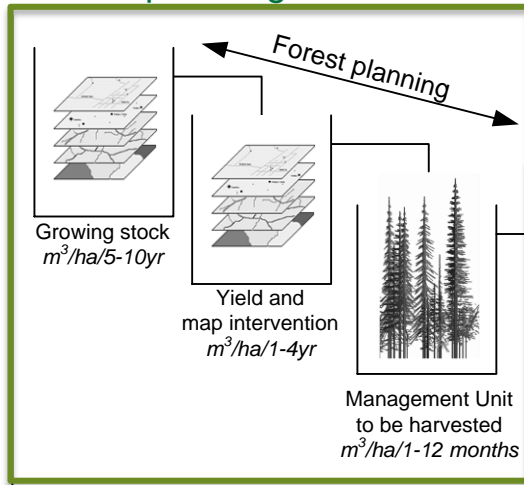 Forest planning
Growing stock
m³/ha/5-10yr
Yield and
map intervention
m³/ha/1-4yr
Management Unit
to be harvested
m³/ha/1-12 months